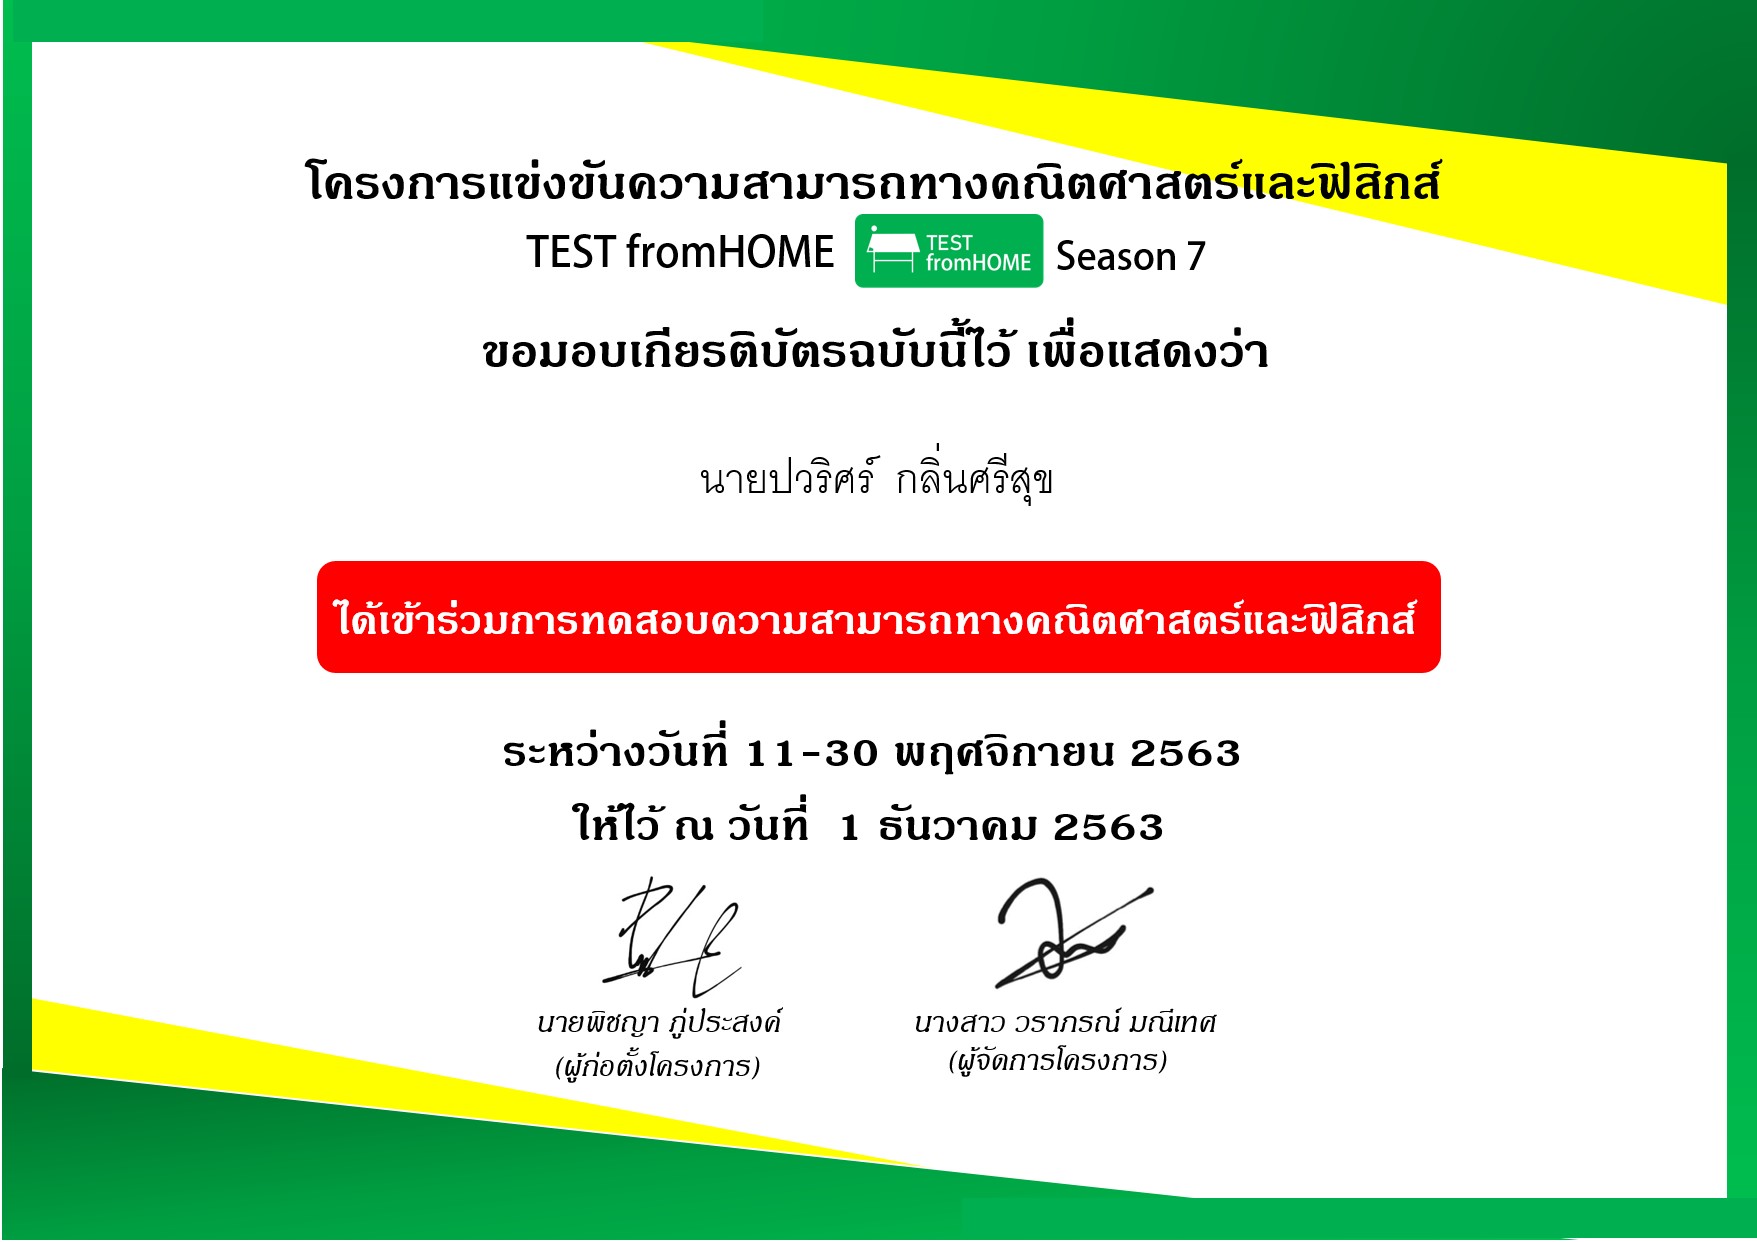 โครงการแข่งขันความสามารถทางคณิตศาสตร์และฟิสิกส์
TEST fromHOME TEST fromHOME Season 7
ขอมอบเกียรติบัตรฉบับนี้ไว้ เพื่อแสดงว่า
นายปวริศร์ กลิ่นศรีสุข
ได้เข้าร่วมการทดสอบความสามารถทางคณิตศาสตร์และฟิสิกส์
ระหว่างวันที่ 11-30 พฤศจิกายน 2563
ให้ไว้ ณ วันที่ 1 ธันวาคม 2563
นายพิชญา ภู่ประสงค์ นางสาว วราภรณ์ มณีเทศ
(ผู้ก่อตั้งโครงการ) (ผู้จัดการโครงการ)